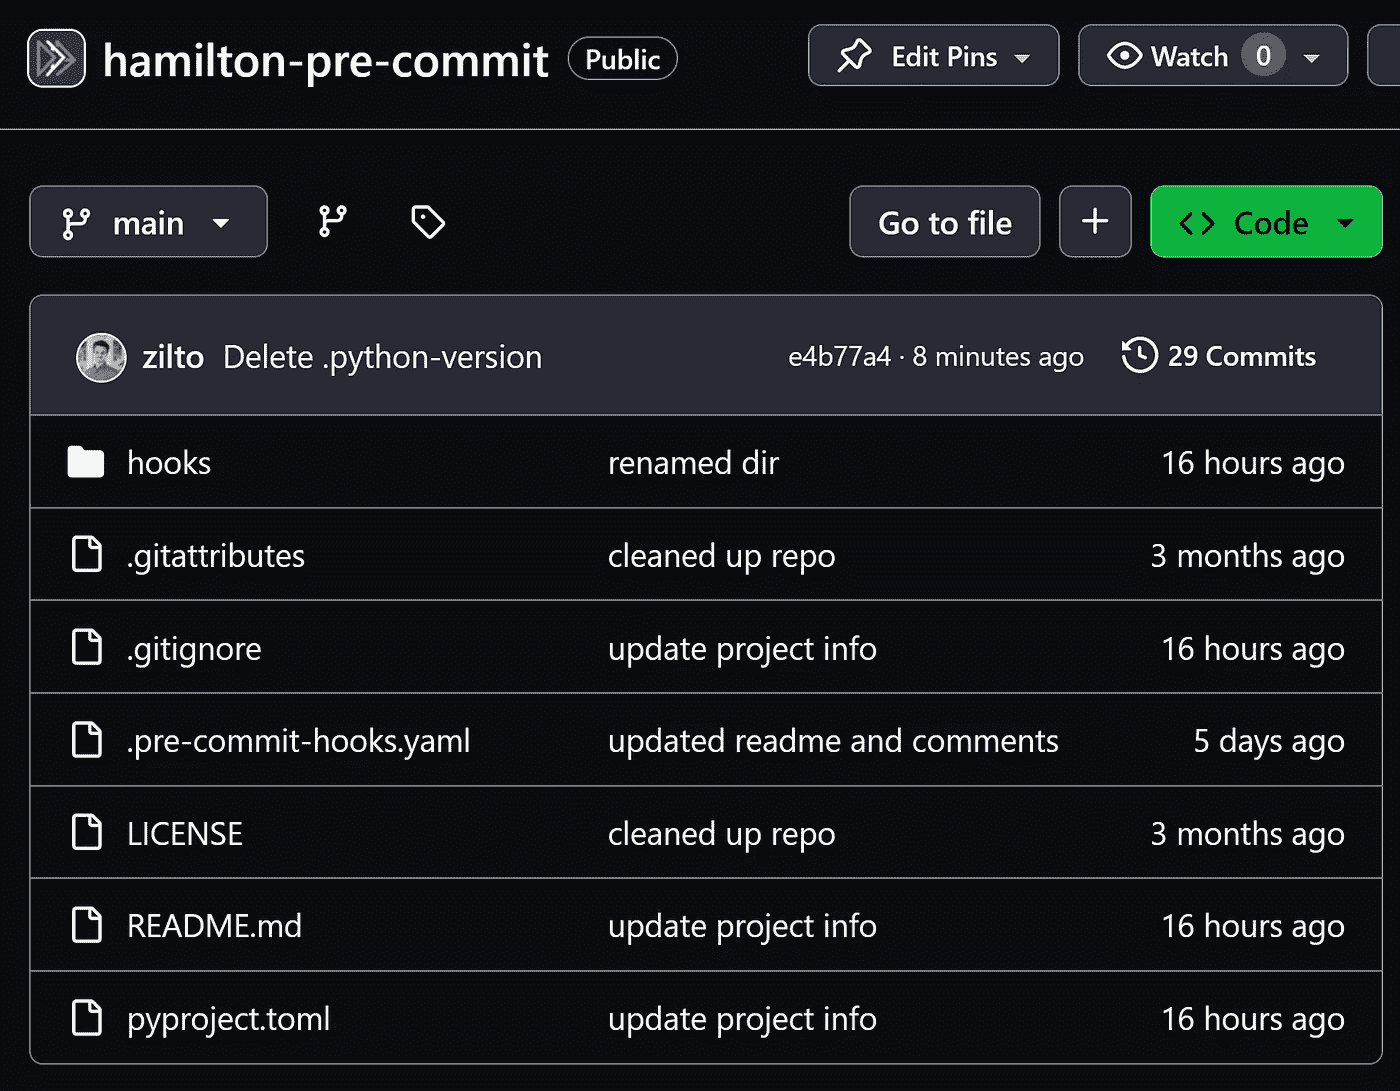 hamilton-pre-commit Public Edit Pins Watch 0
main Go to file + Code
zilto Delete .python-version e4b77a4 · 8 minutes ago 29 Commits
hooks renamed dir 16 hours ago
.gitattributes cleaned up repo 3 months ago
.gitignore update project info 16 hours ago
.pre-commit-hooks.yaml updated readme and comments 5 days ago
LICENSE cleaned up repo 3 months ago
README.md update project info 16 hours ago
pyproject.toml update project info 16 hours ago